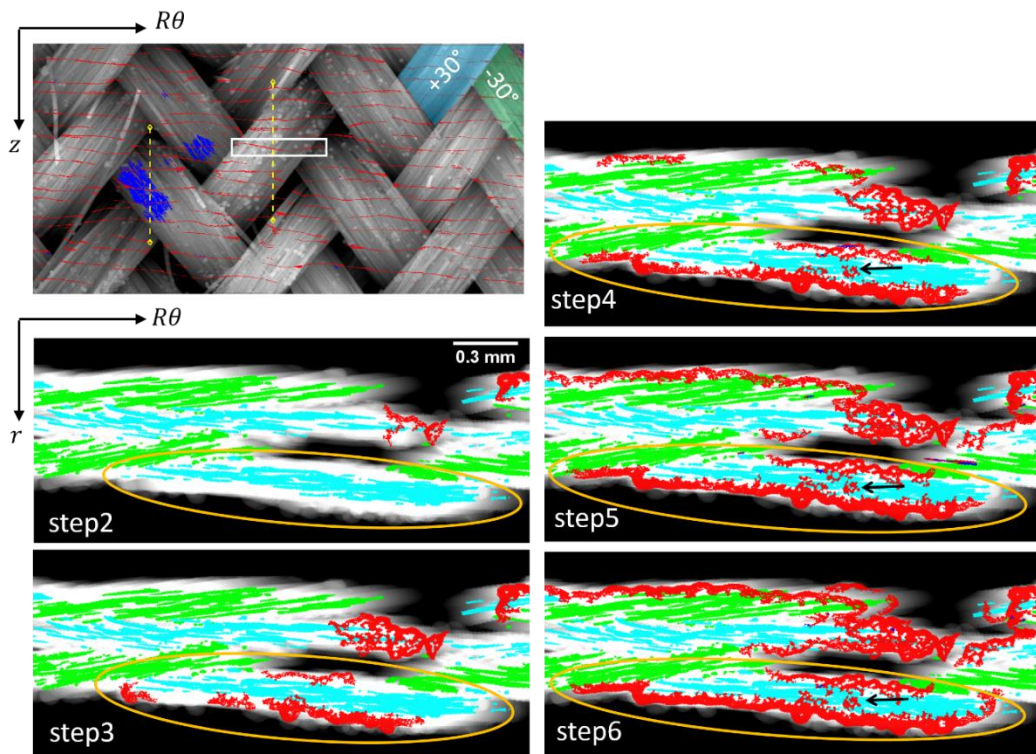 Rθ
z
+30°
-30°
Rθ
r
0.3 mm
step2
step3
step4
step5
step6